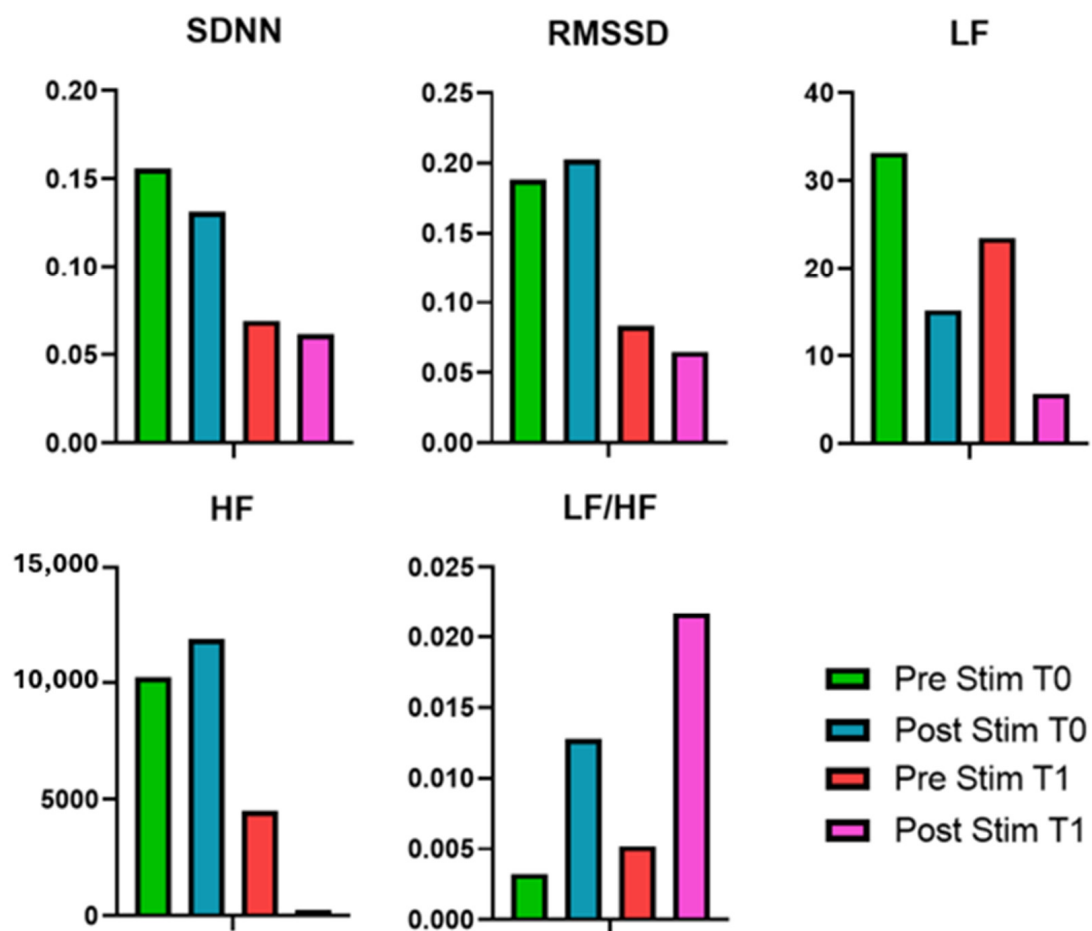 SDNN
0.20
0.15
0.10
0.05
0.00
RMSSD
0.25
0.20
0.15
0.10
0.05
0.00
LF
40
30
20
10
0
HF
15,000
10,000
5000
0
LF/HF
0.025
0.020
0.015
0.010
0.005
0.000
Pre Stim T0
Post Stim T0
Pre Stim T1
Post Stim T1